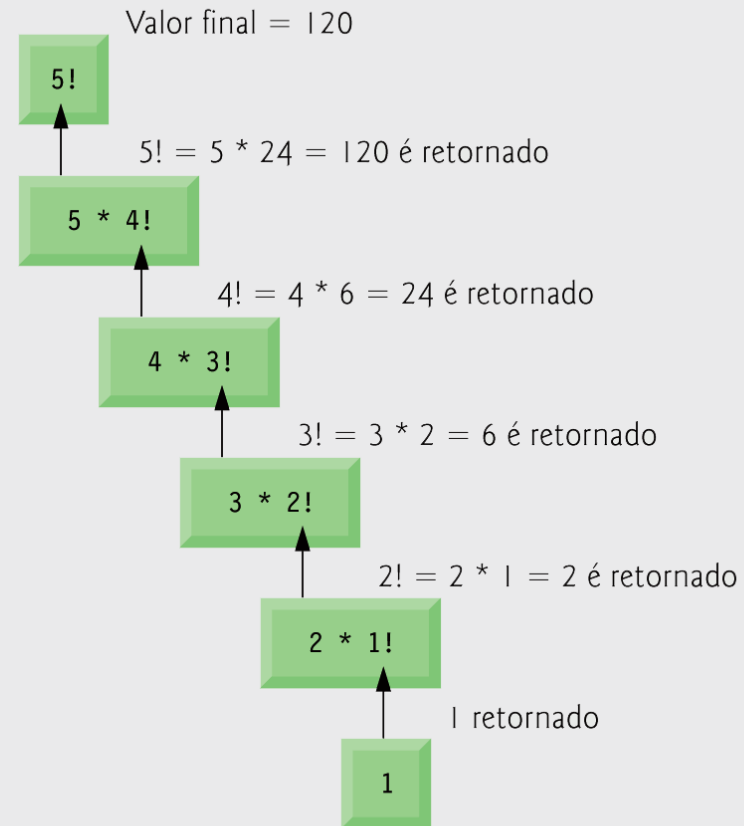 Valor final = 120
5!
5! = 5 * 24 = 120 é retornado
5 * 4!
4! = 4 * 6 = 24 é retornado
4 * 3!
3! = 3 * 2 = 6 é retornado
3 * 2!
2! = 2 * 1 = 2 é retornado
2 * 1!
1 retornado
1